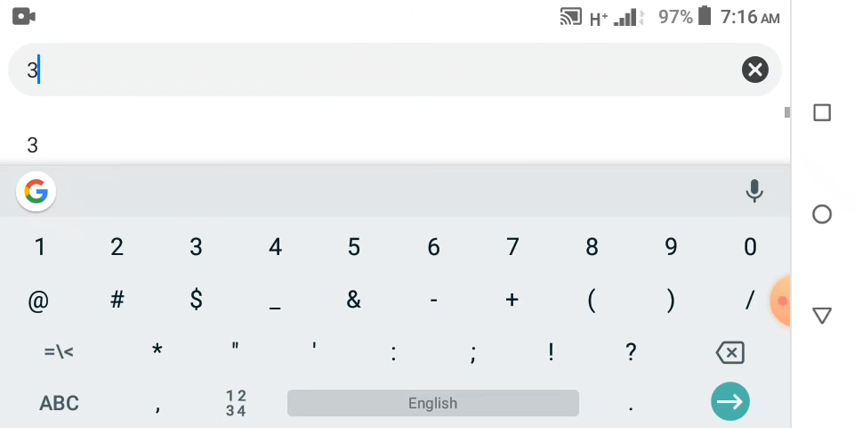 H+ 97% 7:16 AM
3
3
G
1 2 3 4 5 6 7 8 9 0
@ # $ _ & - + ( ) /
=\< * " ' : ; ! ?
ABC , 12 34 English .